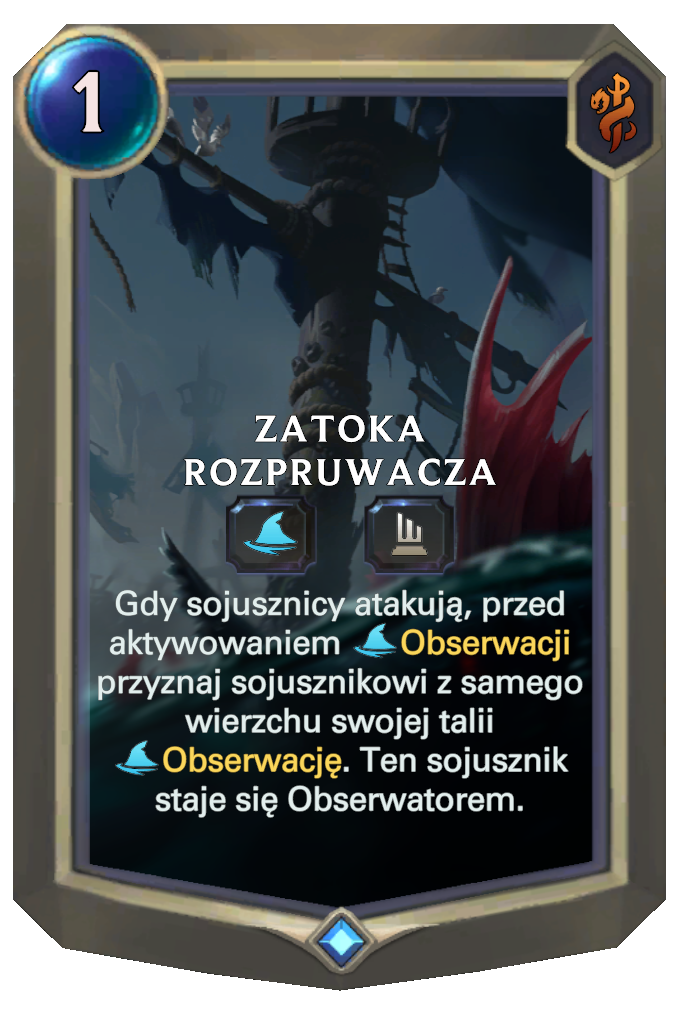 1
ZATOKA
ROZPRUWACZA
Gdy sojusznicy atakują, przed
aktywowaniem Obserwacji
przyznaj sojusznikowi z samego
wierzchu swojej talii
Obserwację. Ten sojusznik
staje się Obserwatorem.